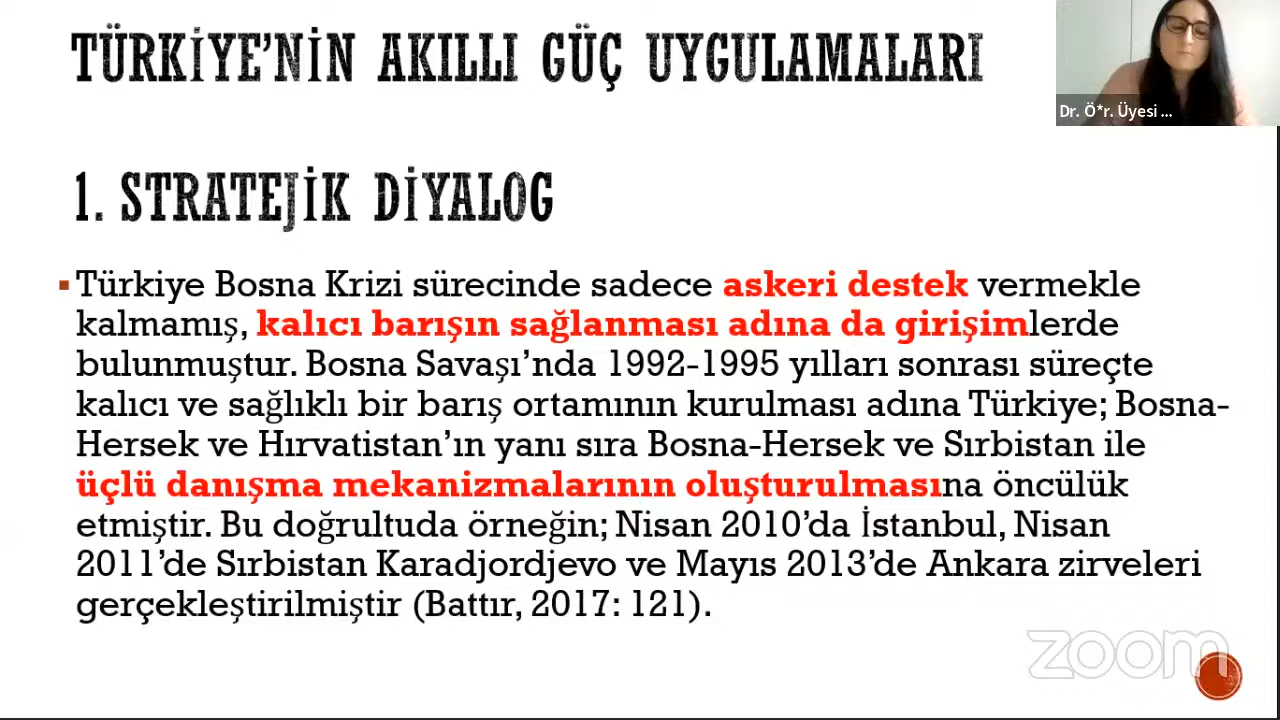 TÜRKİYE'NİN AKILLI GÜÇ UYGULAMALARI
Dr. Ö*r. Üyesi ...
1. STRATEJİK DİYALOG
▪Türkiye Bosna Krizi sürecinde sadece askeri destek vermekle
kalmamış, kalıcı barışın sağlanması adına da girişimlerde
bulunmuştur. Bosna Savaşı'nda 1992-1995 yılları sonrası süreçte
kalıcı ve sağlıklı bir barış ortamının kurulması adına Türkiye; Bosna-
Hersek ve Hırvatistan'ın yanı sıra Bosna-Hersek ve Sırbistan ile
üçlü danışma mekanizmalarının oluşturulmasına öncülük
etmiştir. Bu doğrultuda örneğin; Nisan 2010'da İstanbul, Nisan
2011'de Sırbistan Karadjordjevo ve Mayıs 2013'de Ankara zirveleri
gerçekleştirilmiştir (Battır, 2017: 121).
zoom